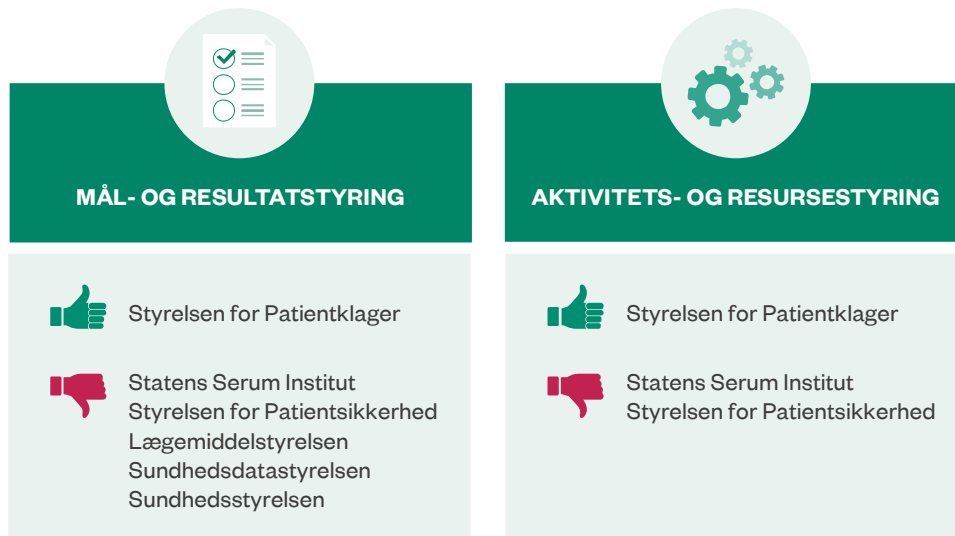 MÅL- OG RESULTATSTYRING
Styrelsen for Patientklager
Statens Serum Institut
Styrelsen for Patientsikkerhed
Lægemiddelstyrelsen
Sundhedsdatastyrelsen
Sundhedsstyrelsen
AKTIVITETS- OG RESURSESTYRING
Styrelsen for Patientklager
Statens Serum Institut
Styrelsen for Patientsikkerhed